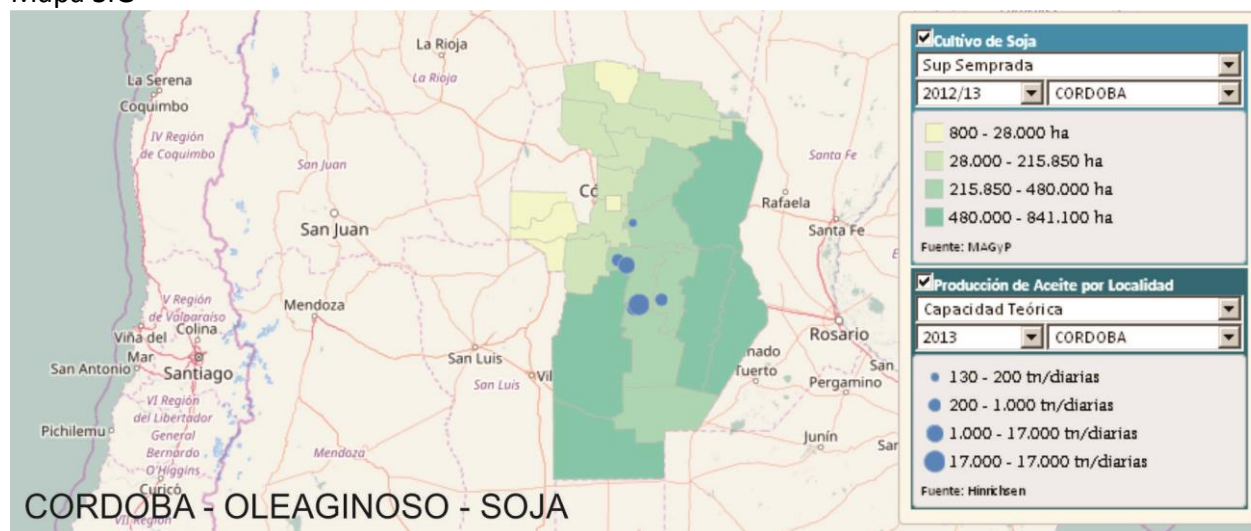 La Rioja
La Rioja
La Serena
Coquimbo
IV Región
de Coquimbo
San Juan
San Juan
Có
Santa Fe
Rafaela
Santa Fe
E
Mendoza
V Región
de Valparaíso
Viña del
Mar
Colina
San Antonio
Santiago
San Luis
San Luis
Vil
Rosario
nado
Tuerto
San
Pergamino
VI Región
del Libertador
General
Bernardo
O'Higgins
Pichilemu
Curicó
VII Región
Mendoza
Junín
Sar
CORDOBA - OLEAGINOSO - SOJA
Cultivo de Soja
Sup Semprada
2012/13 CORDOBA
800 - 28.000 ha
28.000 - 215.850 ha
215.850 - 480.000 ha
480.000 - 841.100 ha
Fuente: MAGyP
Producción de Aceite por Localidad
Capacidad Teórica
2013 CORDOBA
130 - 200 tn/diarias
200 - 1.000 tn/diarias
1.000 - 17.000 tn/diarias
17.000 - 17.000 tn/diarias
Fuente: Hinrichsen